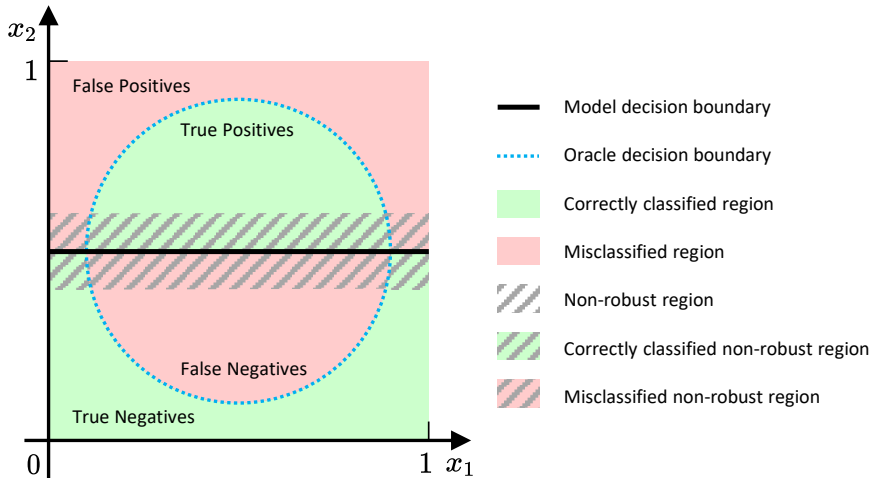 x₂
1
False Positives
True Positives
False Negatives
True Negatives
0
1
x₁
Model decision boundary
Oracle decision boundary
Correctly classified region
Misclassified region
Non-robust region
Correctly classified non-robust region
Misclassified non-robust region